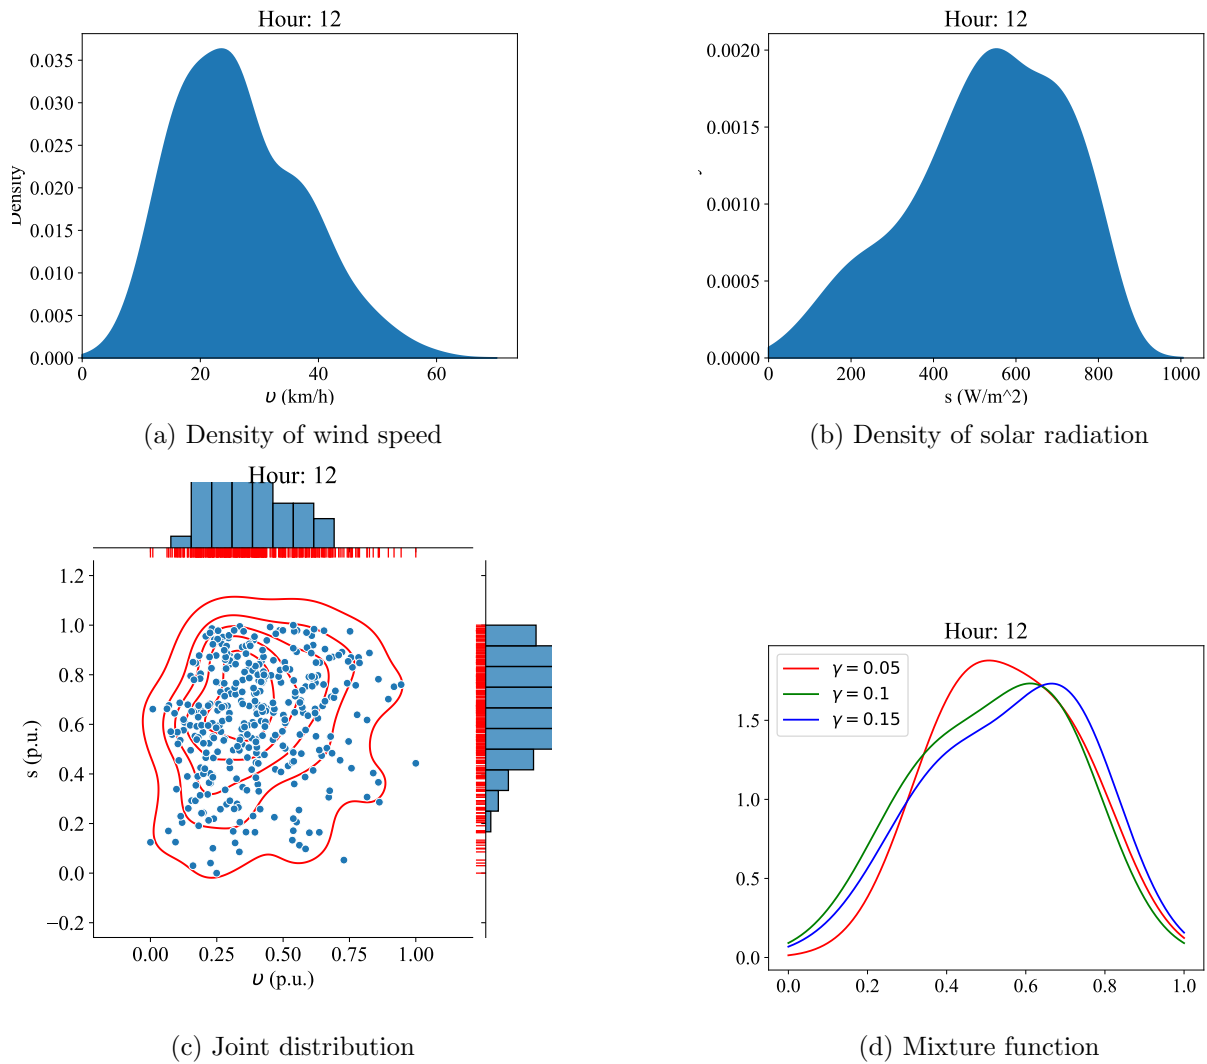 Hour: 12
0.035
0.030
0.025
0.020
0.015
0.010
0.005
0.000
Density
0 20 40 60
υ (km/h)
(a) Density of wind speed
Hour: 12
0.0020
0.0015
0.0010
0.0005
0.0000
0 200 400 600 800 1000
s (W/m^2)
(b) Density of solar radiation
Hour: 12
1.2
1.0
0.8
0.6
0.4
0.2
0.0
−0.2
s (p.u.)
0.00 0.25 0.50 0.75 1.00
υ (p.u.)
(c) Joint distribution
Hour: 12
γ = 0.05
γ = 0.1
γ = 0.15
1.5
1.0
0.5
0.0
0.0 0.2 0.4 0.6 0.8 1.0
(d) Mixture function